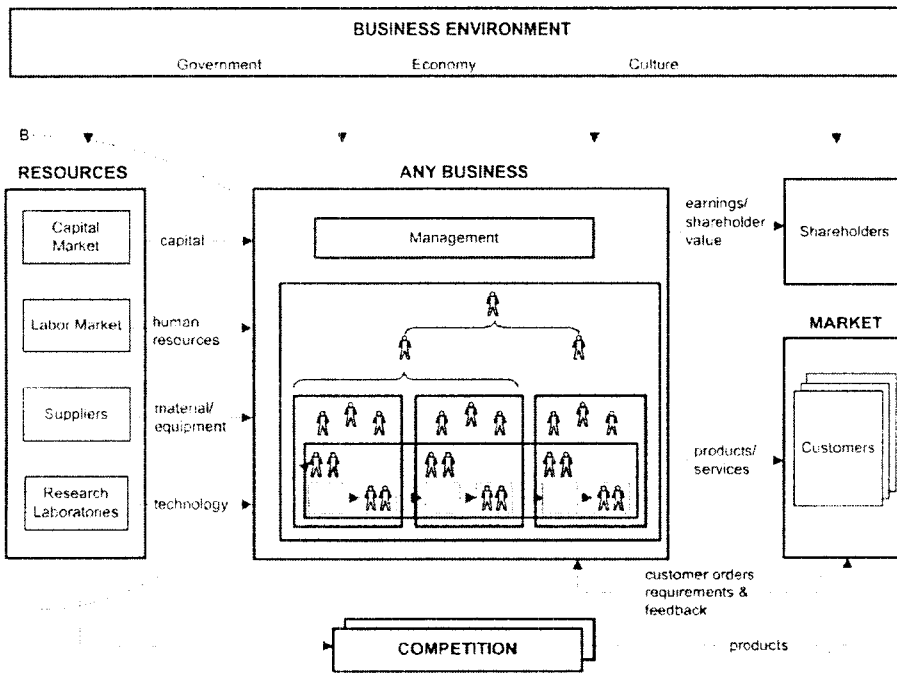 BUSINESS ENVIRONMENT
Government Economy Culture
B
RESOURCES
ANY BUSINESS
Capital
Market
capital
Management
earnings/
shareholder
value
Shareholders
Labor Market
human
resources
MARKET
Suppliers
material/
equipment
Customers
products/
services
Research
Laboratories
technology
customer orders
requirements &
feedback
COMPETITION
products